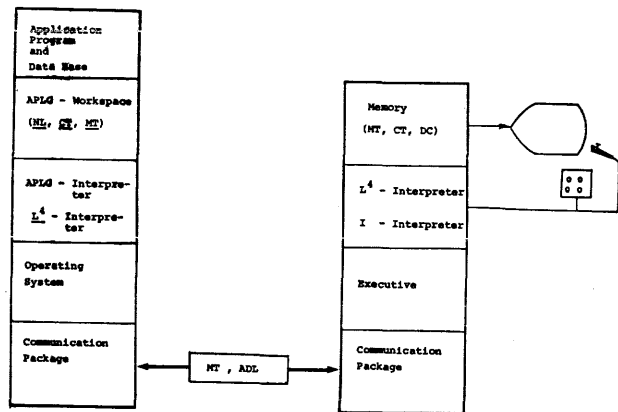 Application
Program
and
Data Base
APLG - Workspace
(NL, CT, MT)
APLG - Interpre-
ter
L4 - Interpre-
ter
Operating
System
Communication
Package
MT , ADL
Memory
(MT, CT, DC)
L4 - Interpreter
I - Interpreter
Executive
Communication
Package